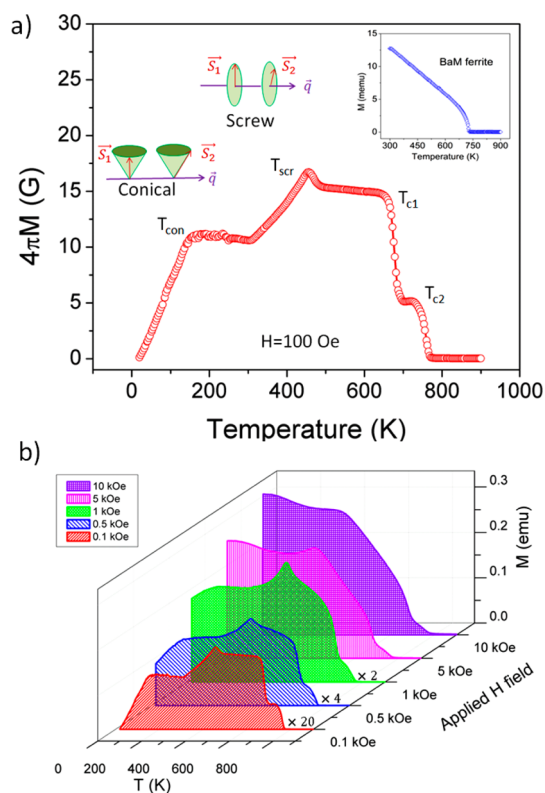 a)
30
25
20
15
10
5
0
4πM (G)
0
200
400
600
800
1000
Temperature (K)
S₁
S₂
q
Screw
S₁
S₂
q
Conical
T_con
T_scr
T_c1
T_c2
H=100 Oe
BaM ferrite
M (memu)
15
10
5
0
300
450
600
750
900
Temperature (K)
b)
10 kOe
5 kOe
1 kOe
0.5 kOe
0.1 kOe
0.3
0.2
0.1
0.0
M (emu)
× 2
× 4
× 20
10 kOe
5 kOe
1 kOe
0.5 kOe
0.1 kOe
Applied H field
0
200
400
600
800
T (K)